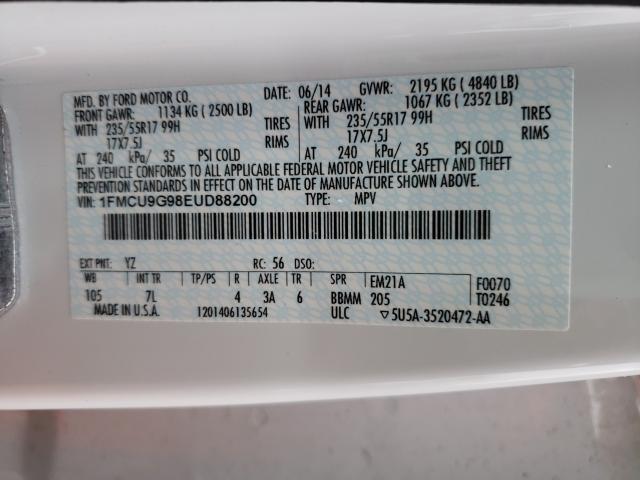 MFD. BY FORD MOTOR CO. DATE: 06/14 GVWR: 2195 KG ( 4840 LB)
FRONT GAWR: 1134 KG ( 2500 LB) REAR GAWR: 1067 KG ( 2352 LB)
WITH 235/55R17 99H TIRES WITH 235/55R17 99H TIRES
17X7.5J RIMS 17X7.5J RIMS
AT 240 kPa/ 35 PSI COLD AT 240 kPa/ 35 PSI COLD
THIS VEHICLE CONFORMS TO ALL APPLICABLE FEDERAL MOTOR VEHICLE SAFETY AND THEFT
PREVENTION STANDARDS IN EFFECT ON THE DATE OF MANUFACTURE SHOWN ABOVE.
VIN: 1FMCU9G98EUD88200 TYPE: MPV
EXT PNT: YZ RC: 56 DSO:
WB INT TR TP/PS R AXLE TR SPR EM21A F0070
105 7L 4 3A 6 BBMM 205 T0246
MADE IN U.S.A. 1201406135654 ULC ▽5U5A-3520472-AA